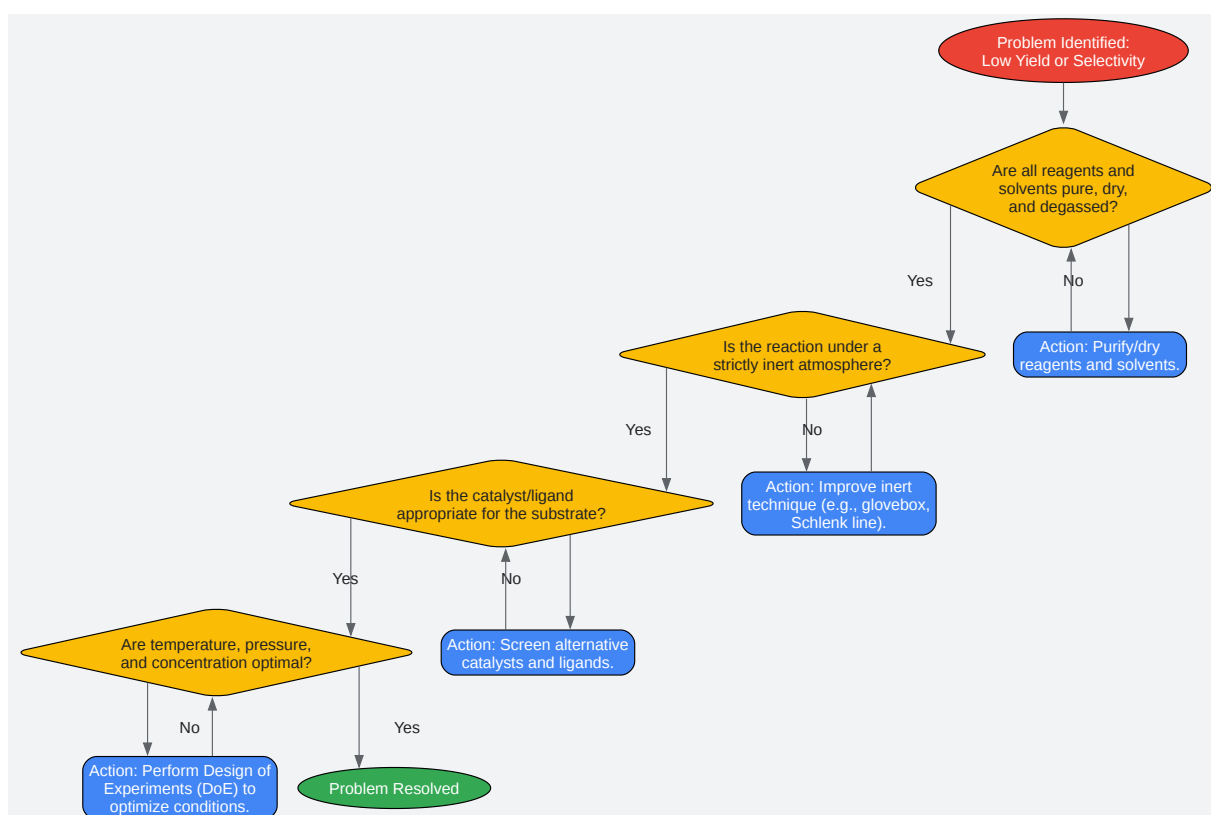 Problem Identified:
Low Yield or Selectivity
Are all reagents and
solvents pure, dry,
and degassed?
Yes
No
Is the reaction under a
strictly inert atmosphere?
Action: Purify/dry
reagents and solvents.
Yes
No
Is the catalyst/ligand
appropriate for the substrate?
Action: Improve inert
technique (e.g., glovebox,
Schlenk line).
Yes
No
Are temperature, pressure,
and concentration optimal?
Action: Screen alternative
catalysts and ligands.
No
Yes
Action: Perform Design of
Experiments (DoE) to
optimize conditions.
Problem Resolved